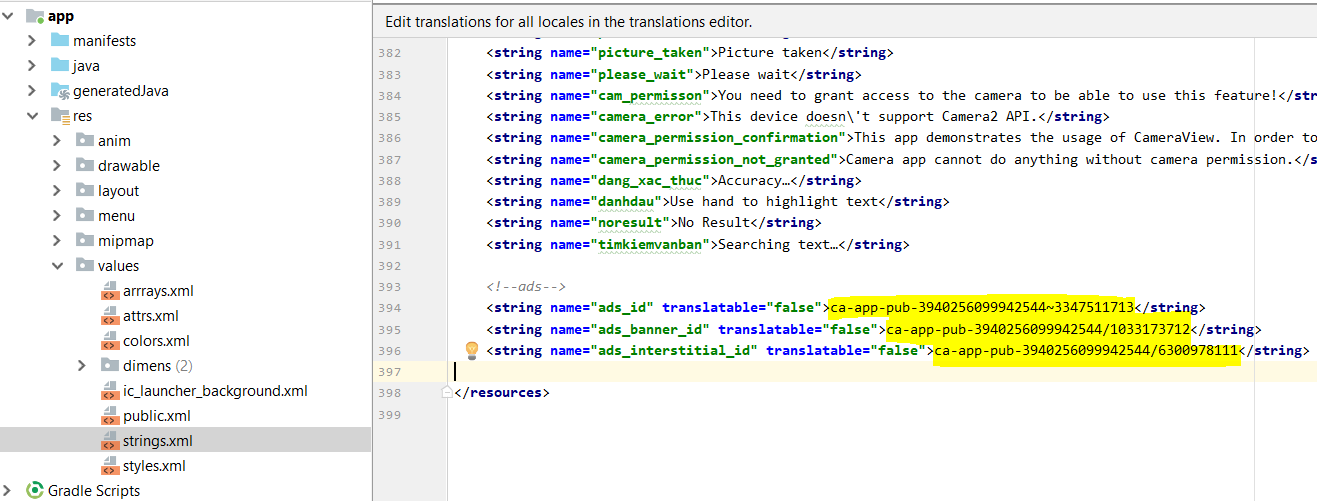 app
manifests
java
generatedJava
res
anim
drawable
layout
menu
mipmap
values
arrrays.xml
attrs.xml
colors.xml
dimens (2)
ic_launcher_background.xml
public.xml
strings.xml
styles.xml
Gradle Scripts
Edit translations for all locales in the translations editor.
382 <string name="picture_taken">Picture taken</string>
383 <string name="please_wait">Please wait</string>
384 <string name="cam_permisson">You need to grant access to the camera to be able to use this feature!</str
385 <string name="camera_error">This device doesn\'t support Camera2 API.</string>
386 <string name="camera_permission_confirmation">This app demonstrates the usage of CameraView. In order to
387 <string name="camera_permission_not_granted">Camera app cannot do anything without camera permission.</s
388 <string name="dang_xac_thuc">Accuracy…</string>
389 <string name="danhdau">Use hand to highlight text</string>
390 <string name="noresult">No Result</string>
391 <string name="timkiemvanban">Searching text…</string>
392
393 <!--ads-->
394 <string name="ads_id" translatable="false">ca-app-pub-3940256099942544~3347511713</string>
395 <string name="ads_banner_id" translatable="false">ca-app-pub-3940256099942544/1033173712</string>
396 <string name="ads_interstitial_id" translatable="false">ca-app-pub-3940256099942544/6300978111</string>
397
398 </resources>
399